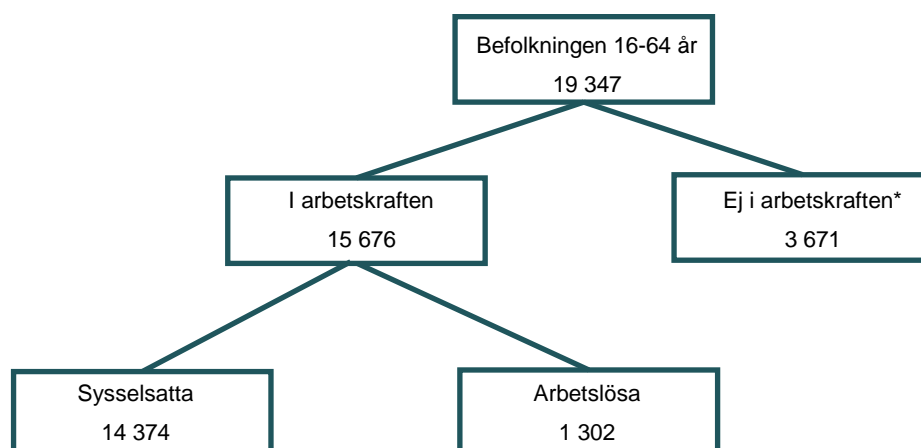 Befolkningen 16-64 år
19 347
I arbetskraften
15 676
Ej i arbetskraften*
3 671
Sysselsatta
14 374
Arbetslösa
1 302